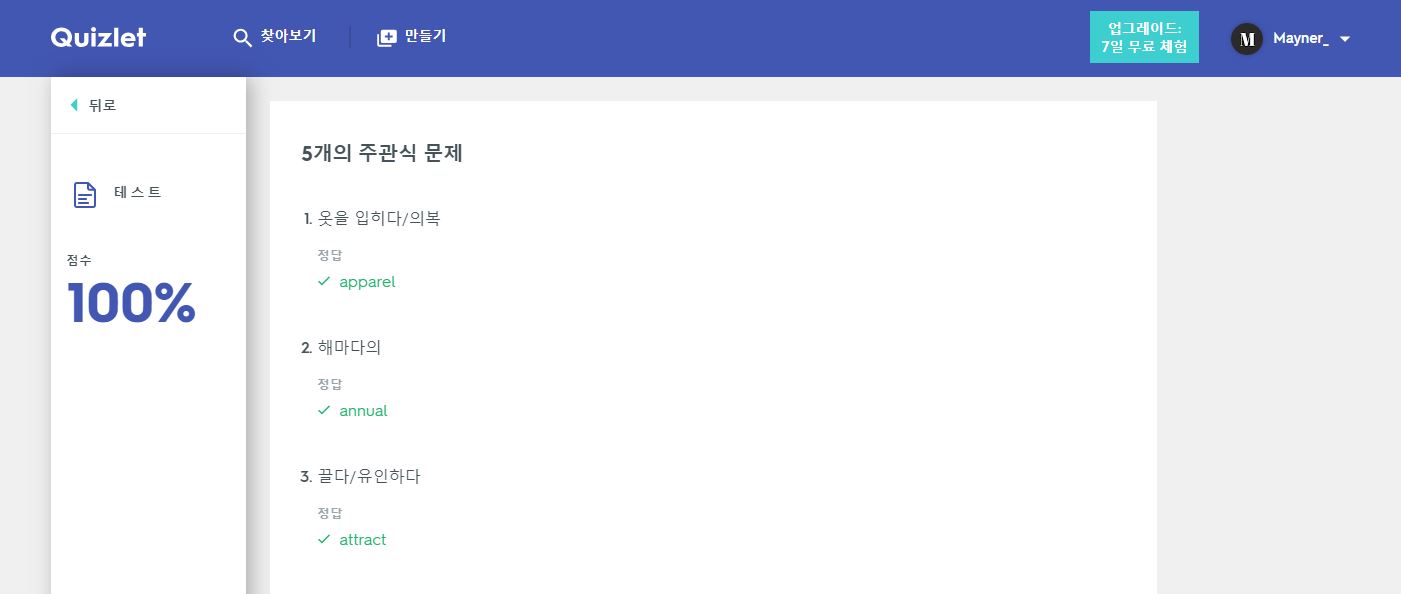 Quizlet
찾아보기
만들기
업그레이드:
7일 무료 체험
M
Mayner_
뒤로
테스트
점수
100%
5개의 주관식 문제
1. 옷을 입히다/의복
정답
✓ apparel
2. 해마다의
정답
✓ annual
3. 끌다/유인하다
정답
✓ attract